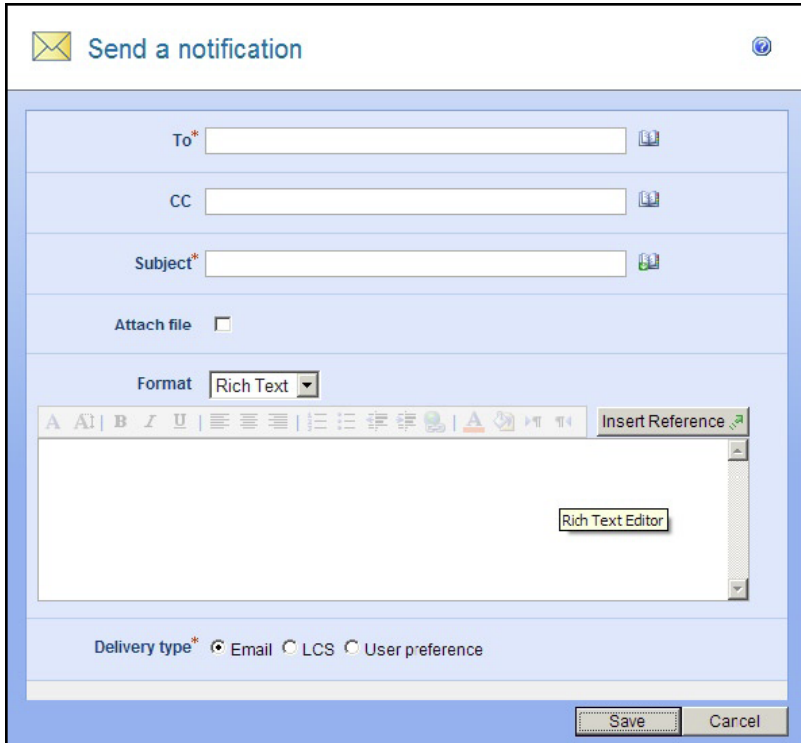 Send a notification
To*
CC
Subject*
Attach file
Format Rich Text
A A B I U A Insert Reference
Rich Text Editor
Delivery type* Email LCS User preference
Save Cancel